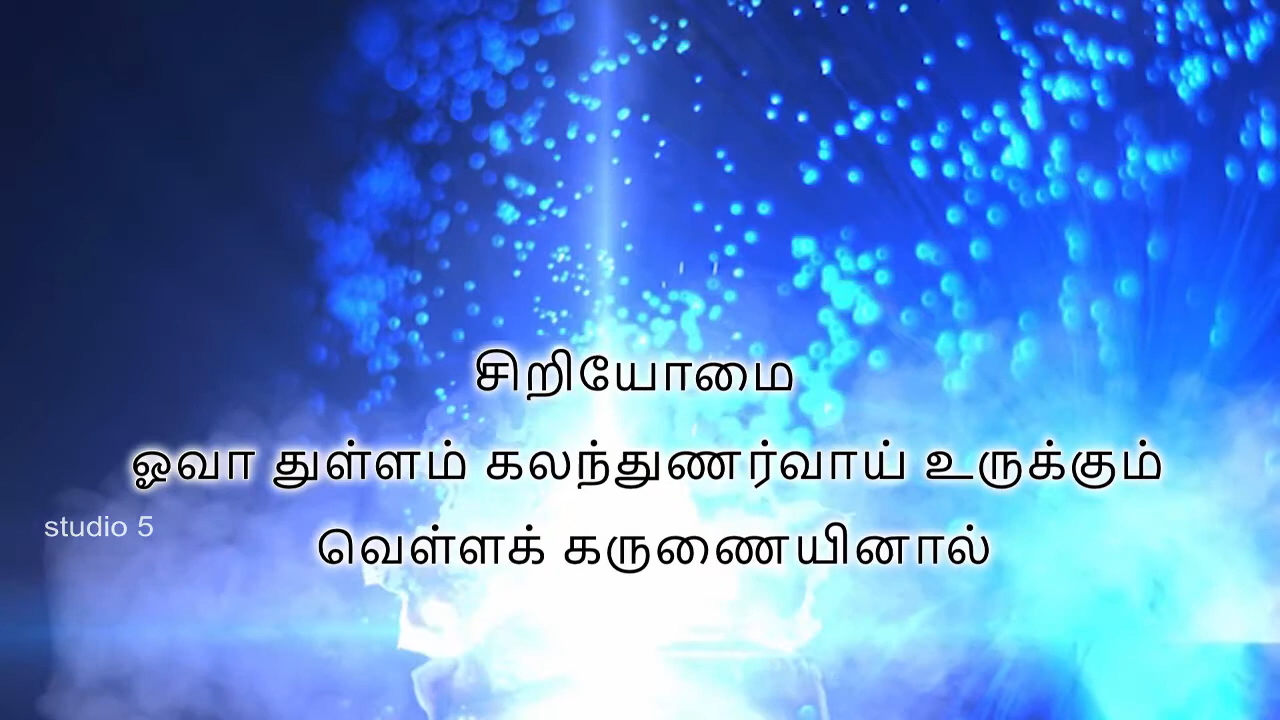 சிறியோமை
ஓவா துள்ளம் கலந்துணர்வாய் உருக்கும்
studio 5
வெள்ளக் கருணையினால்